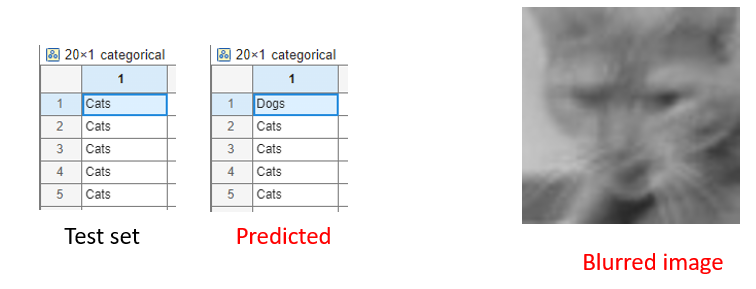 20×1 categorical
1
1 Cats
2 Cats
3 Cats
4 Cats
5 Cats
Test set
20×1 categorical
1
1 Dogs
2 Cats
3 Cats
4 Cats
5 Cats
Predicted
Blurred image